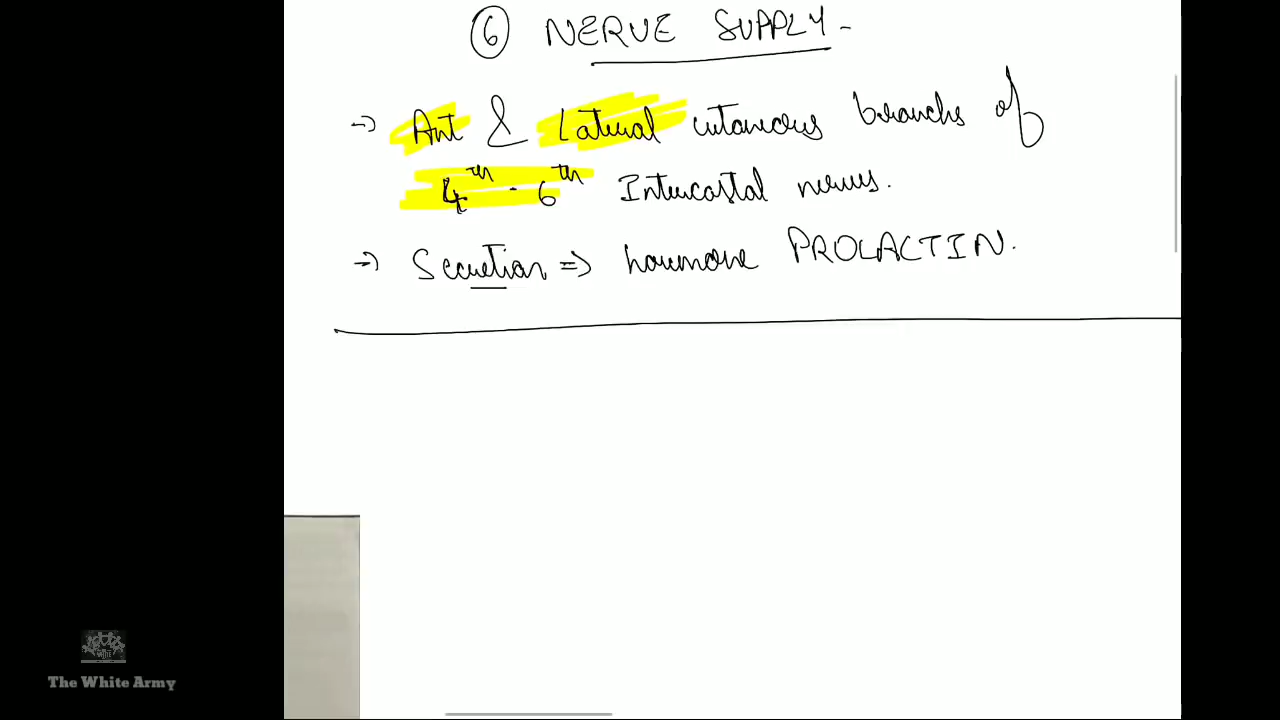 ⑥ NERVE SUPPLY -
→ Ant & Lateral cutaneous branchs of
4th - 6th Intercostal nerves.
→ Secretion ⇒ hormone PROLACTIN.
The White Army